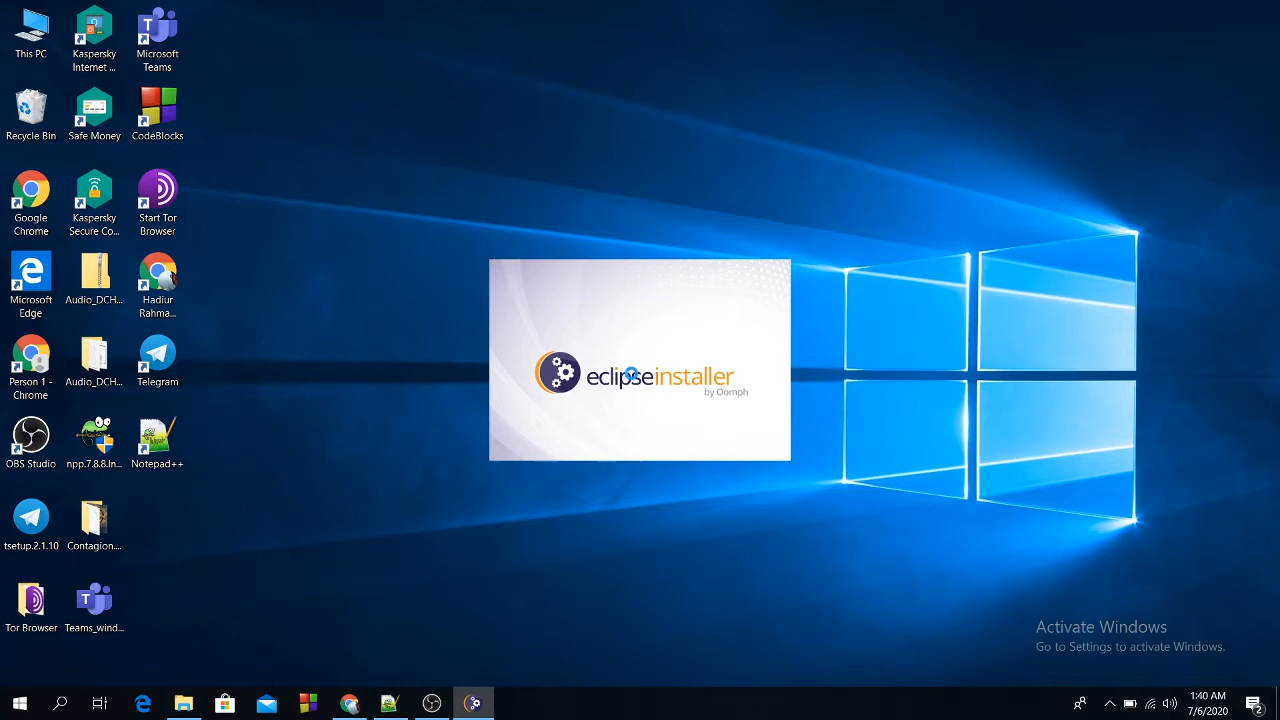 This PC
Kaspersky
Internet ...
Microsoft
Teams
Recycle Bin
Safe Money
CodeBlocks
Google
Chrome
Kaspersky
Secure Co...
Start Tor
Browser
Microsoft
Edge
Audio_DCH...
Hadiur
Rahma...
Person 1 -
Chrome
Audio_DCH...
Telegram
OBS Studio
npp.7.8.8.In...
Notepad++
tsetup.2.1.10
Contagion....
Tor Browser
Teams_wind...
eclipseinstaller
by Oomph
Activate Windows
Go to Settings to activate Windows.
1:40 AM
7/6/2020
2